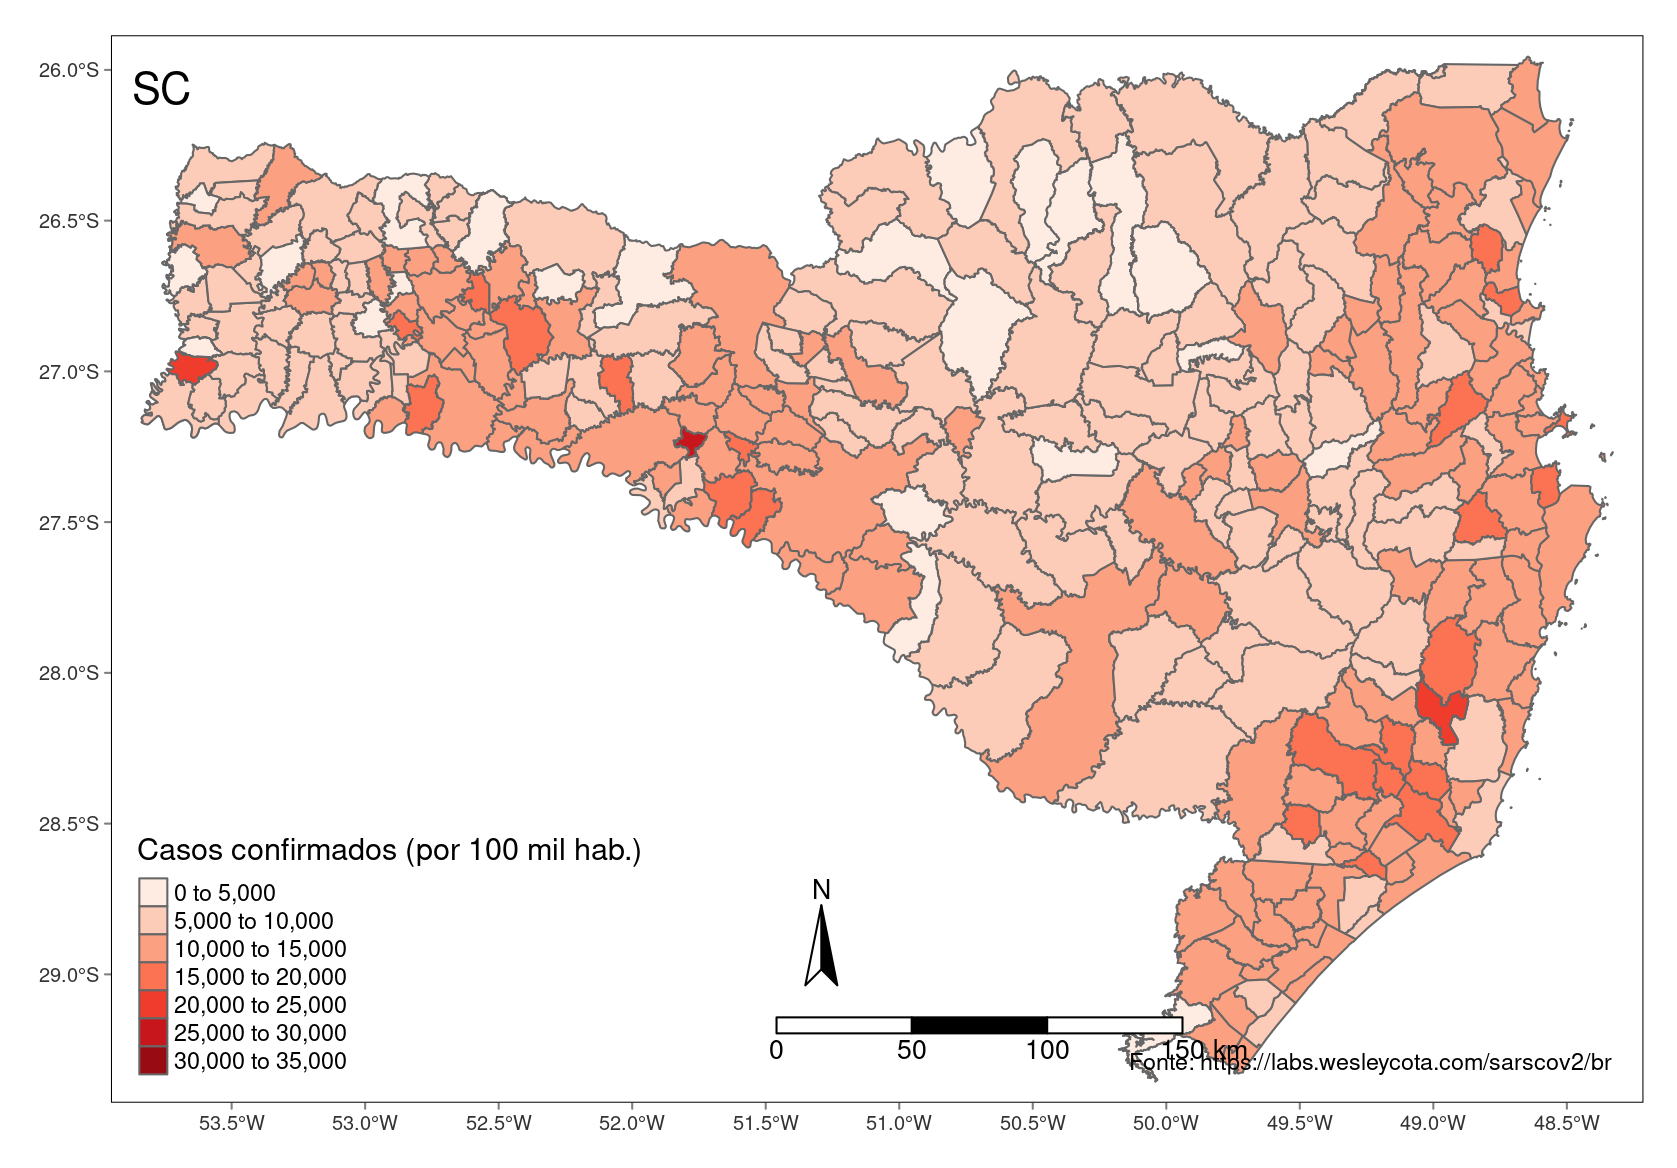 26.0°S
26.5°S
27.0°S
27.5°S
28.0°S
28.5°S
29.0°S
SC
Casos confirmados (por 100 mil hab.)
0 to 5,000
5,000 to 10,000
10,000 to 15,000
15,000 to 20,000
20,000 to 25,000
25,000 to 30,000
30,000 to 35,000
N
0 50 100 150 km
Fonte: https://labs.wesleycota.com/sarscov2/br
53.5°W 53.0°W 52.5°W 52.0°W 51.5°W 51.0°W 50.5°W 50.0°W 49.5°W 49.0°W 48.5°W